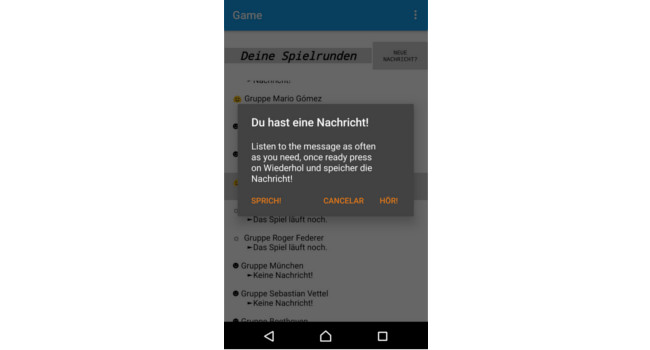 Game
Deine Spielrunden
NEUE
NACHRICHT?
Nachricht!
Gruppe Mario Gómez
Du hast eine Nachricht!
Listen to the message as often
as you need, once ready press
on Wiederhol und speicher die
Nachricht!
SPRICH!
CANCELAR
HÖR!
►Das Spiel läuft noch.
Gruppe Roger Federer
►Das Spiel läuft noch.
Gruppe München
►Keine Nachricht!
Gruppe Sebastian Vettel
►Keine Nachricht!
Gruppe Beethoven